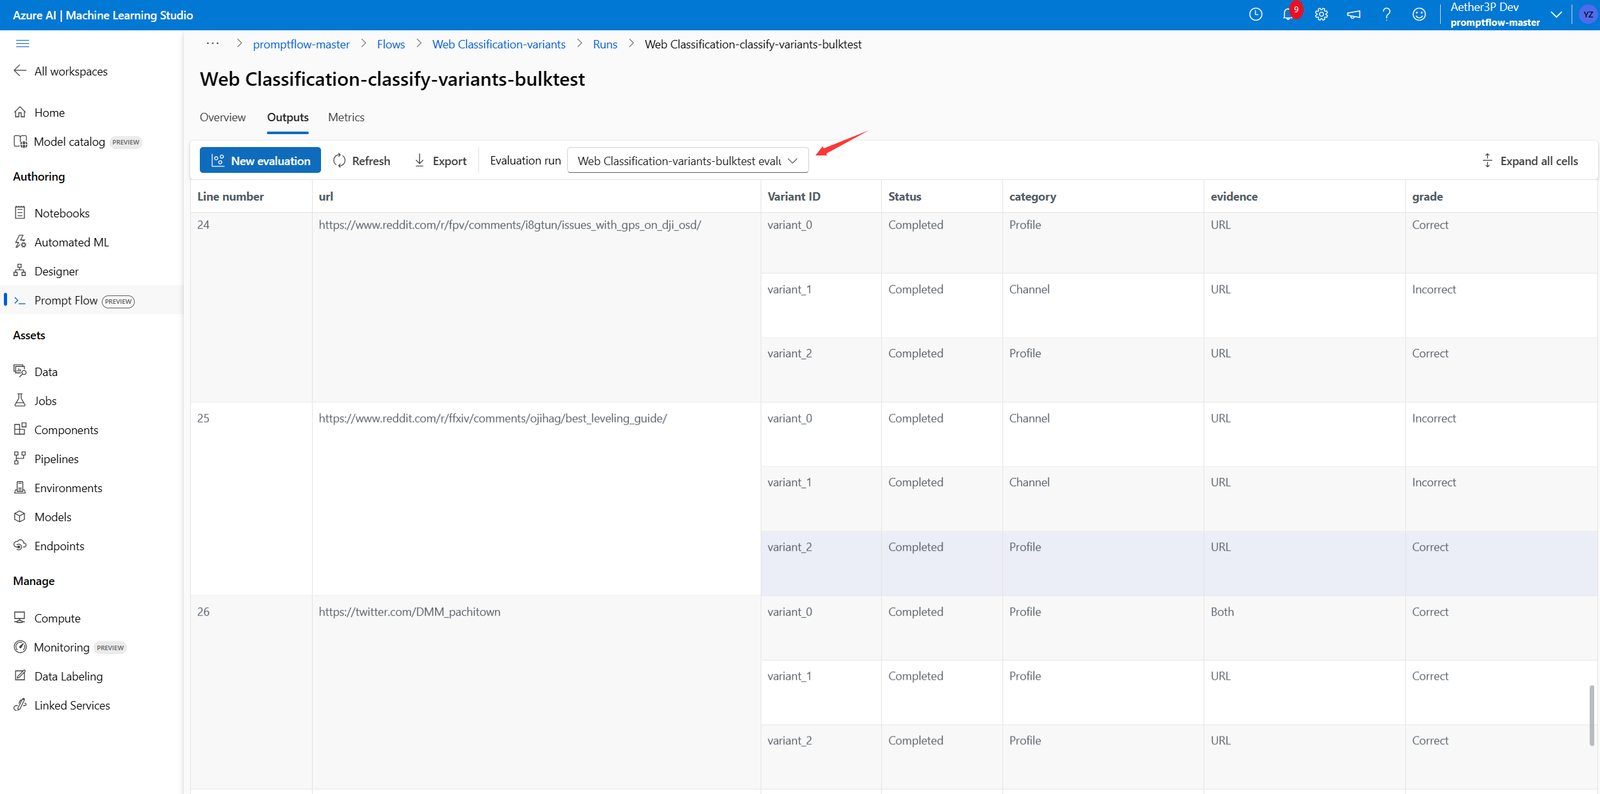 Azure AI | Machine Learning Studio
9
Aether3P Dev
promptflow-master
YZ
All workspaces
Home
Model catalog PREVIEW
Authoring
Notebooks
Automated ML
Designer
Prompt Flow PREVIEW
Assets
Data
Jobs
Components
Pipelines
Environments
Models
Endpoints
Manage
Compute
Monitoring PREVIEW
Data Labeling
Linked Services
... > promptflow-master > Flows > Web Classification-variants > Runs > Web Classification-classify-variants-bulktest
Web Classification-classify-variants-bulktest
Overview Outputs Metrics
New evaluation Refresh Export Evaluation run Web Classification-variants-bulktest evalu Expand all cells
Line number url Variant ID Status category evidence grade
24 https://www.reddit.com/r/fpv/comments/i8gtun/issues_with_gps_on_dji_osd/ variant_0 Completed Profile URL Correct
variant_1 Completed Channel URL Incorrect
variant_2 Completed Profile URL Correct
25 https://www.reddit.com/r/ffxiv/comments/ojihag/best_leveling_guide/ variant_0 Completed Channel URL Incorrect
variant_1 Completed Channel URL Incorrect
variant_2 Completed Profile URL Correct
26 https://twitter.com/DMM_pachitown variant_0 Completed Profile Both Correct
variant_1 Completed Profile URL Correct
variant_2 Completed Profile URL Correct